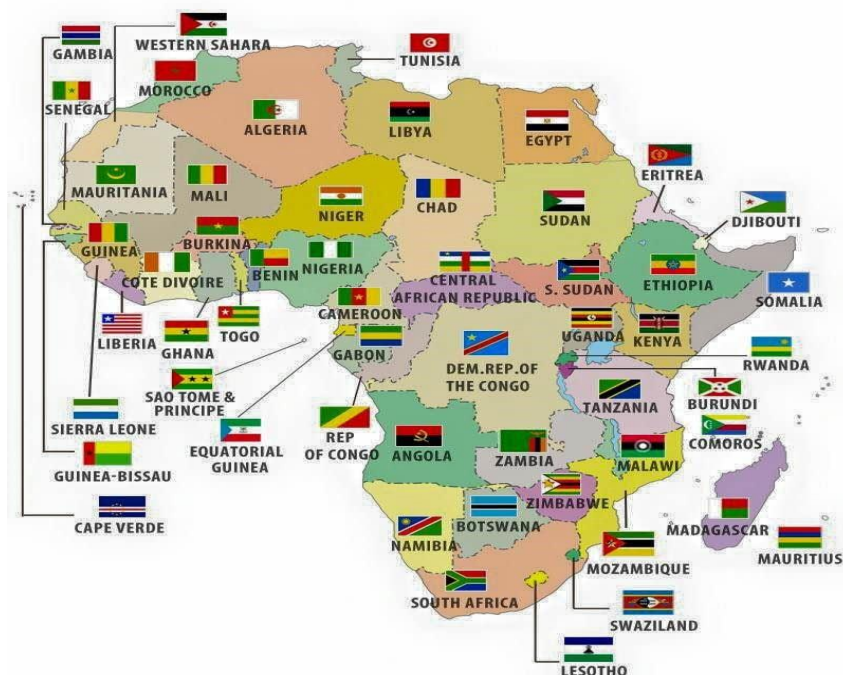 GAMBIA
WESTERN SAHARA
TUNISIA
MOROCCO
SENEGAL
ALGERIA
LIBYA
EGYPT
ERITREA
MAURITANIA
MALI
NIGER
CHAD
SUDAN
DJIBOUTI
GUINEA
BURKINA
BENIN
NIGERIA
CENTRAL
AFRICAN REPUBLIC
S. SUDAN
ETHIOPIA
SOMALIA
COTE DIVOIRE
CAMEROON
LIBERIA
GHANA
TOGO
GABON
UGANDA
KENYA
DEM.REP.OF
THE CONGO
RWANDA
SAO TOME &
PRINCIPE
TANZANIA
BURUNDI
SIERRA LEONE
EQUATORIAL
GUINEA
REP
OF CONGO
ANGOLA
ZAMBIA
MALAWI
COMOROS
GUINEA-BISSAU
ZIMBABWE
CAPE VERDE
NAMIBIA
BOTSWANA
MADAGASCAR
MAURITIUS
MOZAMBIQUE
SOUTH AFRICA
SWAZILAND
LESOTHO